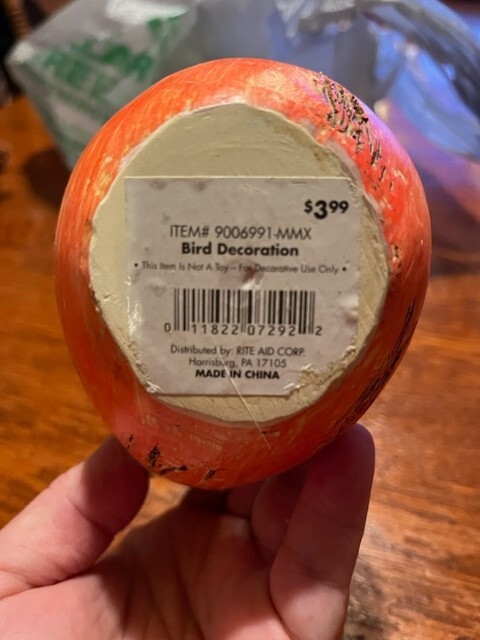 $3.99
ITEM# 9006991-MMX
Bird Decoration
• This Item Is Not A Toy – For Decorative Use Only •
0 11822 07292 2
Distributed by: RITE AID CORP.
Harrisburg, PA 17105
MADE IN CHINA